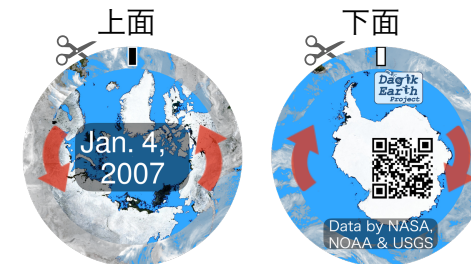 上面
下面
Jan. 4,
2007
Dagik
Earth
Project
Data by NASA,
NOAA & USGS